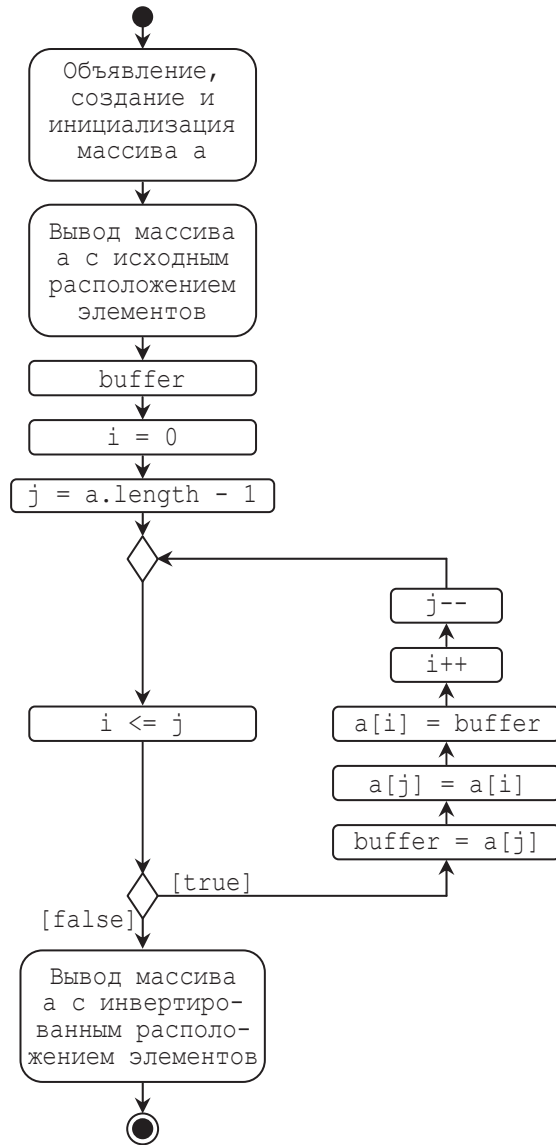 Объявление,
создание и
инициализация
массива a
Вывод массива
a с исходным
расположением
элементов
buffer
i = 0
j = a.length - 1
j--
i++
i <= j
a[i] = buffer
a[j] = a[i]
buffer = a[j]
[true]
[false]
Вывод массива
a с инвертиро-
ванным располо-
жением элементов